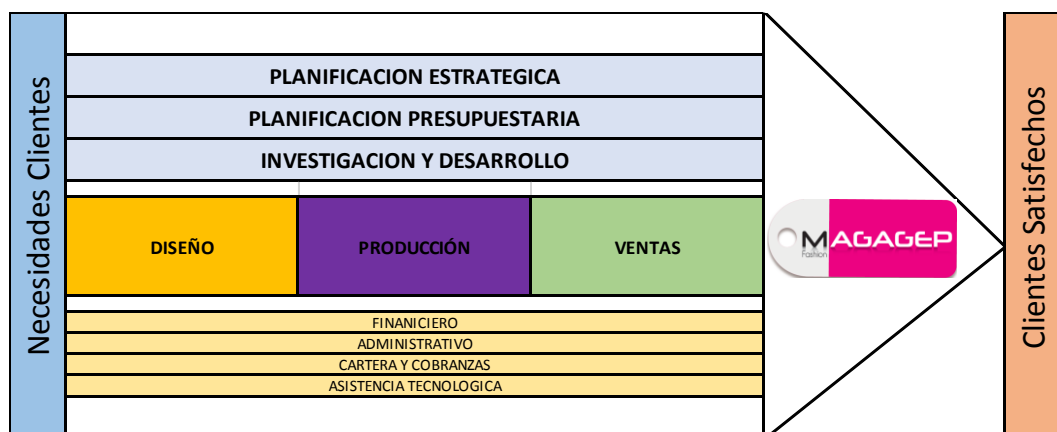 Necesidades Clientes
PLANIFICACION ESTRATEGICA
PLANIFICACION PRESUPUESTARIA
INVESTIGACION Y DESARROLLO
DISEÑO
PRODUCCIÓN
VENTAS
MAGAGEP
Fashion
FINANICIERO
ADMINISTRATIVO
CARTERA Y COBRANZAS
ASISTENCIA TECNOLOGICA
Clientes Satisfechos